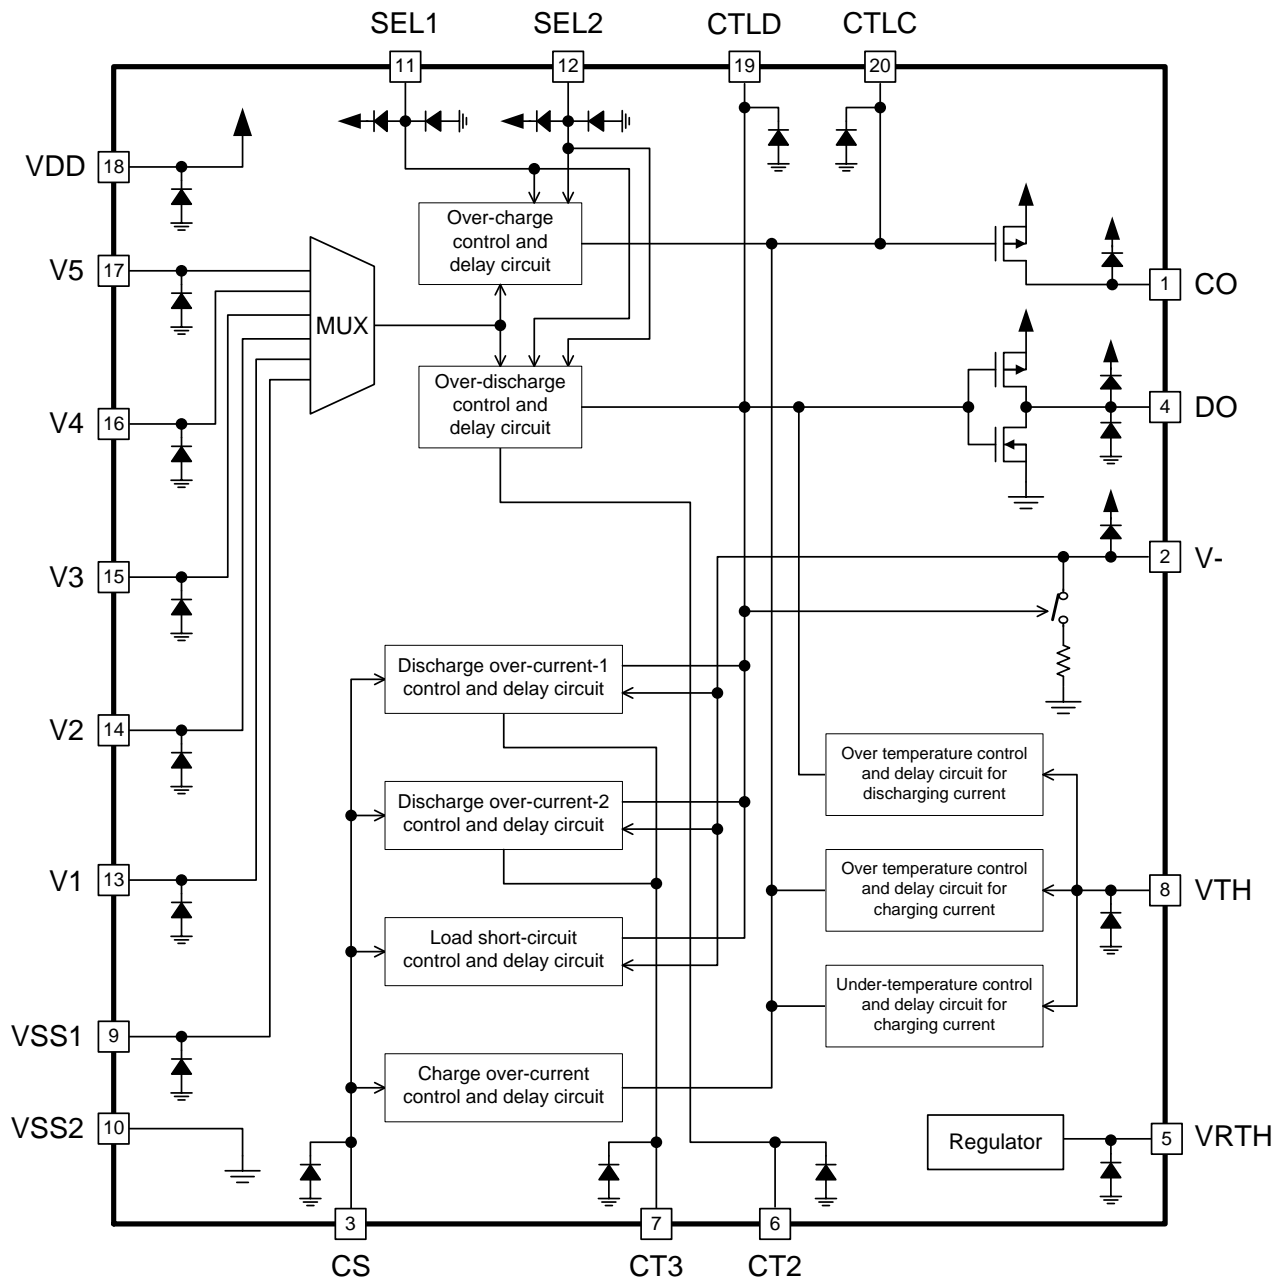 SEL1
SEL2
CTLD
CTLC
11
12
19
20
VDD
18
Over-charge
control and
delay circuit
V5
17
1
CO
MUX
Over-discharge
control and
delay circuit
4
DO
V4
16
2
V-
V3
15
Discharge over-current-1
control and delay circuit
V2
14
Over temperature control
and delay circuit for
discharging current
Discharge over-current-2
control and delay circuit
V1
13
Over temperature control
and delay circuit for
charging current
8
VTH
Load short-circuit
control and delay circuit
Under-temperature control
and delay circuit for
charging current
VSS1
9
Charge over-current
control and delay circuit
VSS2
10
Regulator
5
VRTH
3
7
6
CS
CT3
CT2